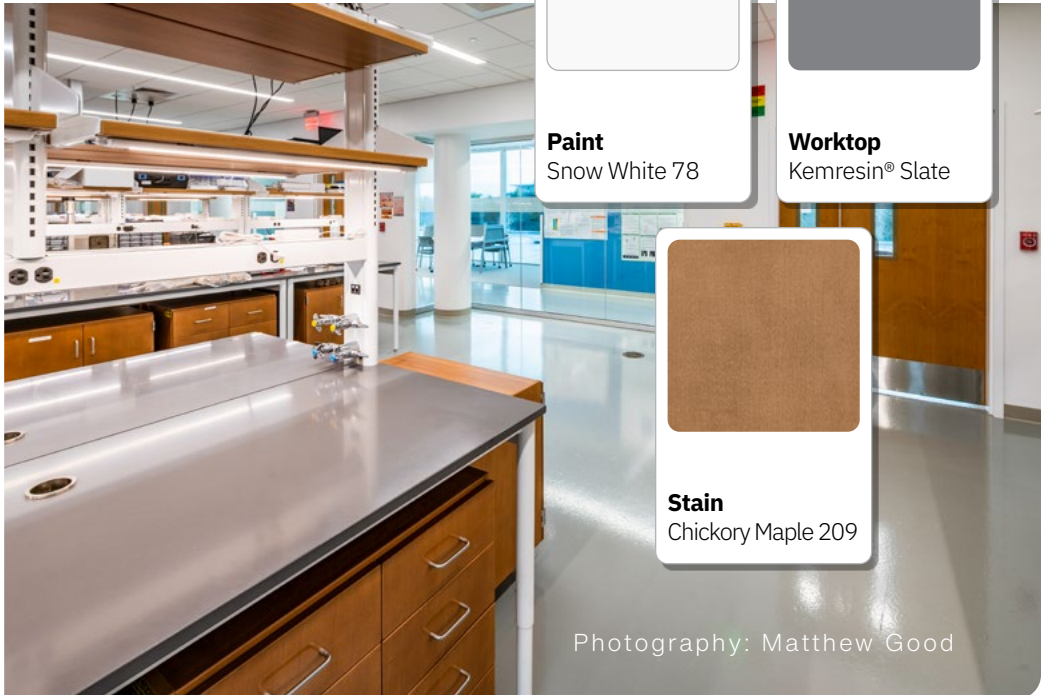 Paint
Snow White 78
Worktop
Kemresin® Slate
Stain
Chickory Maple 209
Photography: Matthew Good